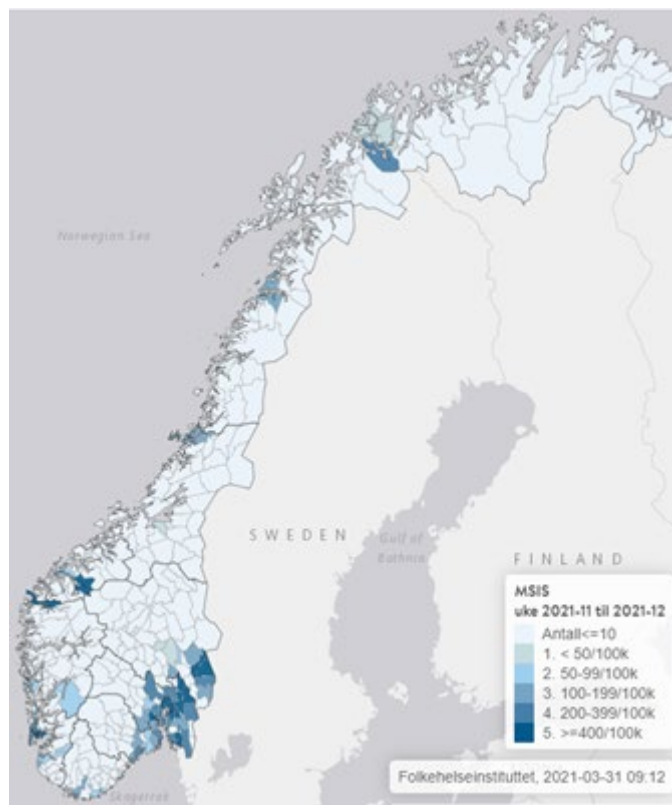 Norwegian Sea
SWEDEN
Gulf of
Bothnia
FINLAND
MSIS
uke 2021-11 til 2021-12
Antall<=10
1. < 50/100k
2. 50-99/100k
3. 100-199/100k
4. 200-399/100k
5. >=400/100k
Skagerrak
Folkehelseinstituttet, 2021-03-31 09:12